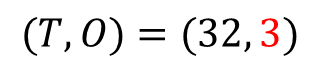 (T, O) = (32, 3)